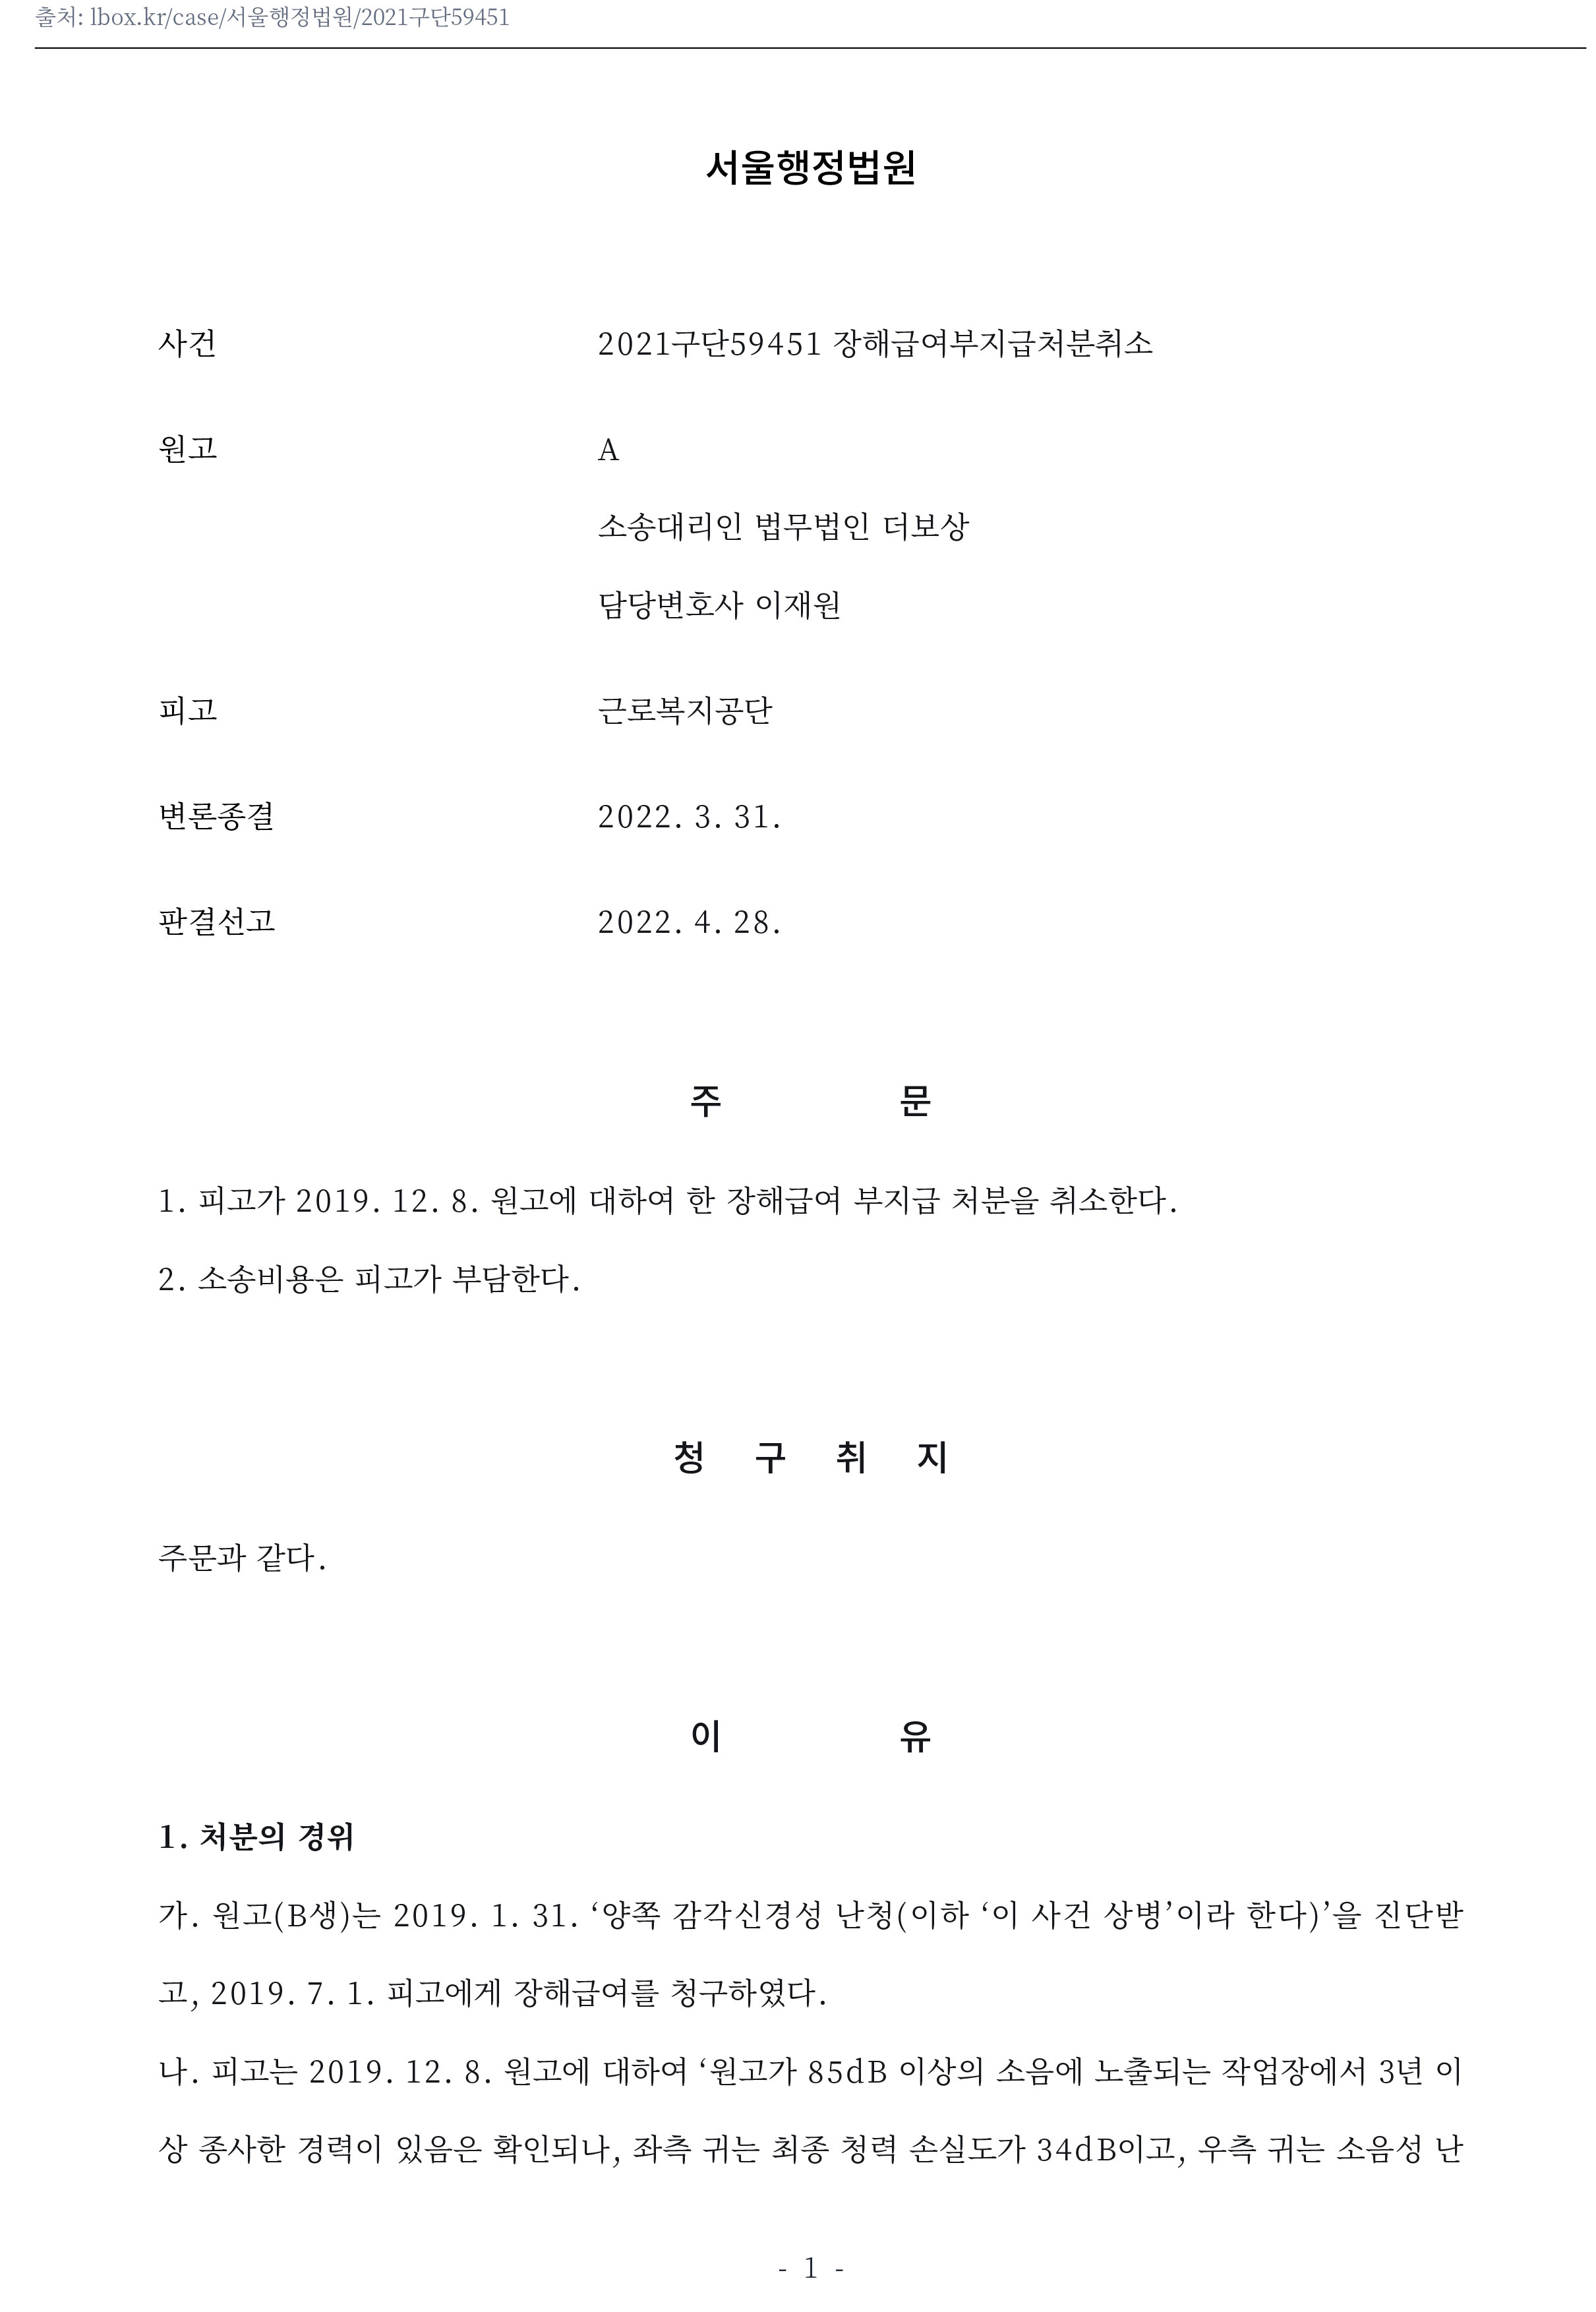 출처: lbox.kr/case/서울행정법원/2021구단59451
서울행정법원
사건 2021구단59451 장해급여부지급처분취소
원고 A
소송대리인 법무법인 더보상
담당변호사 이재원
피고 근로복지공단
변론종결 2022. 3. 31.
판결선고 2022. 4. 28.
주 문
1. 피고가 2019. 12. 8. 원고에 대하여 한 장해급여 부지급 처분을 취소한다.
2. 소송비용은 피고가 부담한다.
청 구 취 지
주문과 같다.
이 유
1. 처분의 경위
가. 원고(B생)는 2019. 1. 31. ‘양쪽 감각신경성 난청(이하 ‘이 사건 상병’이라 한다)’을 진단받
고, 2019. 7. 1. 피고에게 장해급여를 청구하였다.
나. 피고는 2019. 12. 8. 원고에 대하여 ‘원고가 85dB 이상의 소음에 노출되는 작업장에서 3년 이
상 종사한 경력이 있음은 확인되나, 좌측 귀는 최종 청력 손실도가 34dB이고, 우측 귀는 소음성 난
- 1 -